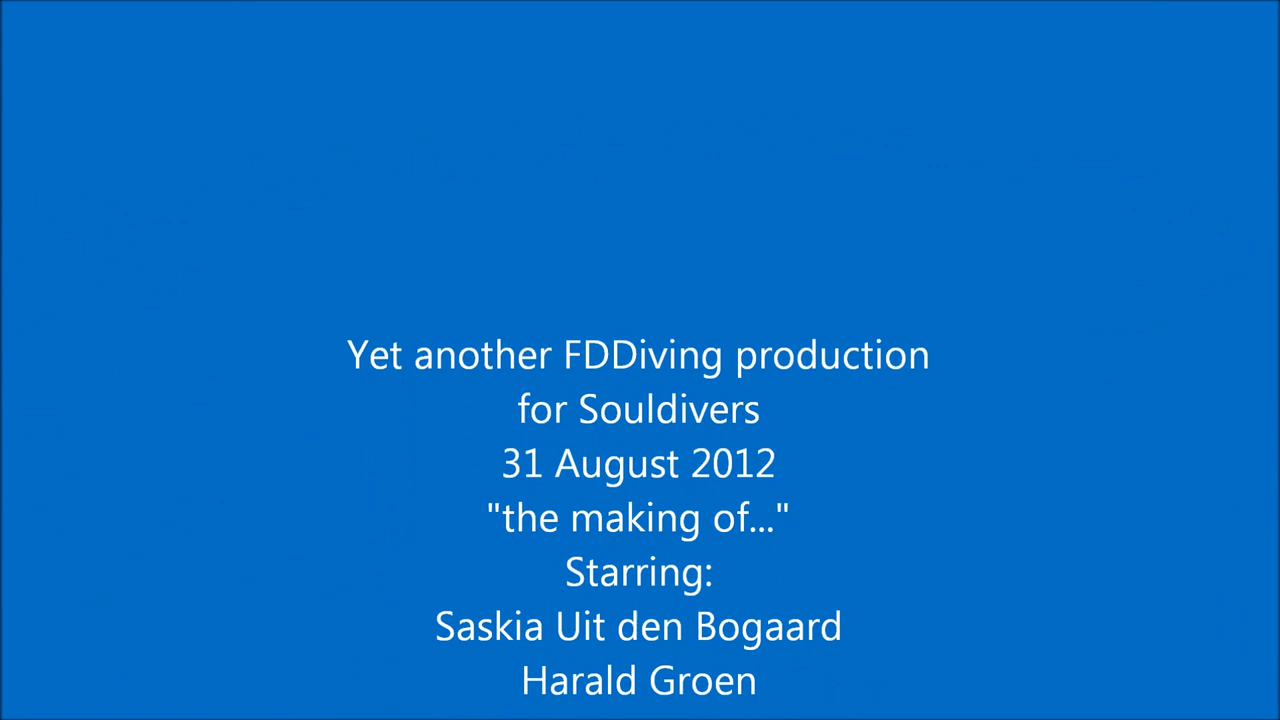 Yet another FDDiving production
for Souldivers
31 August 2012
"the making of..."
Starring:
Saskia Uit den Bogaard
Harald Groen